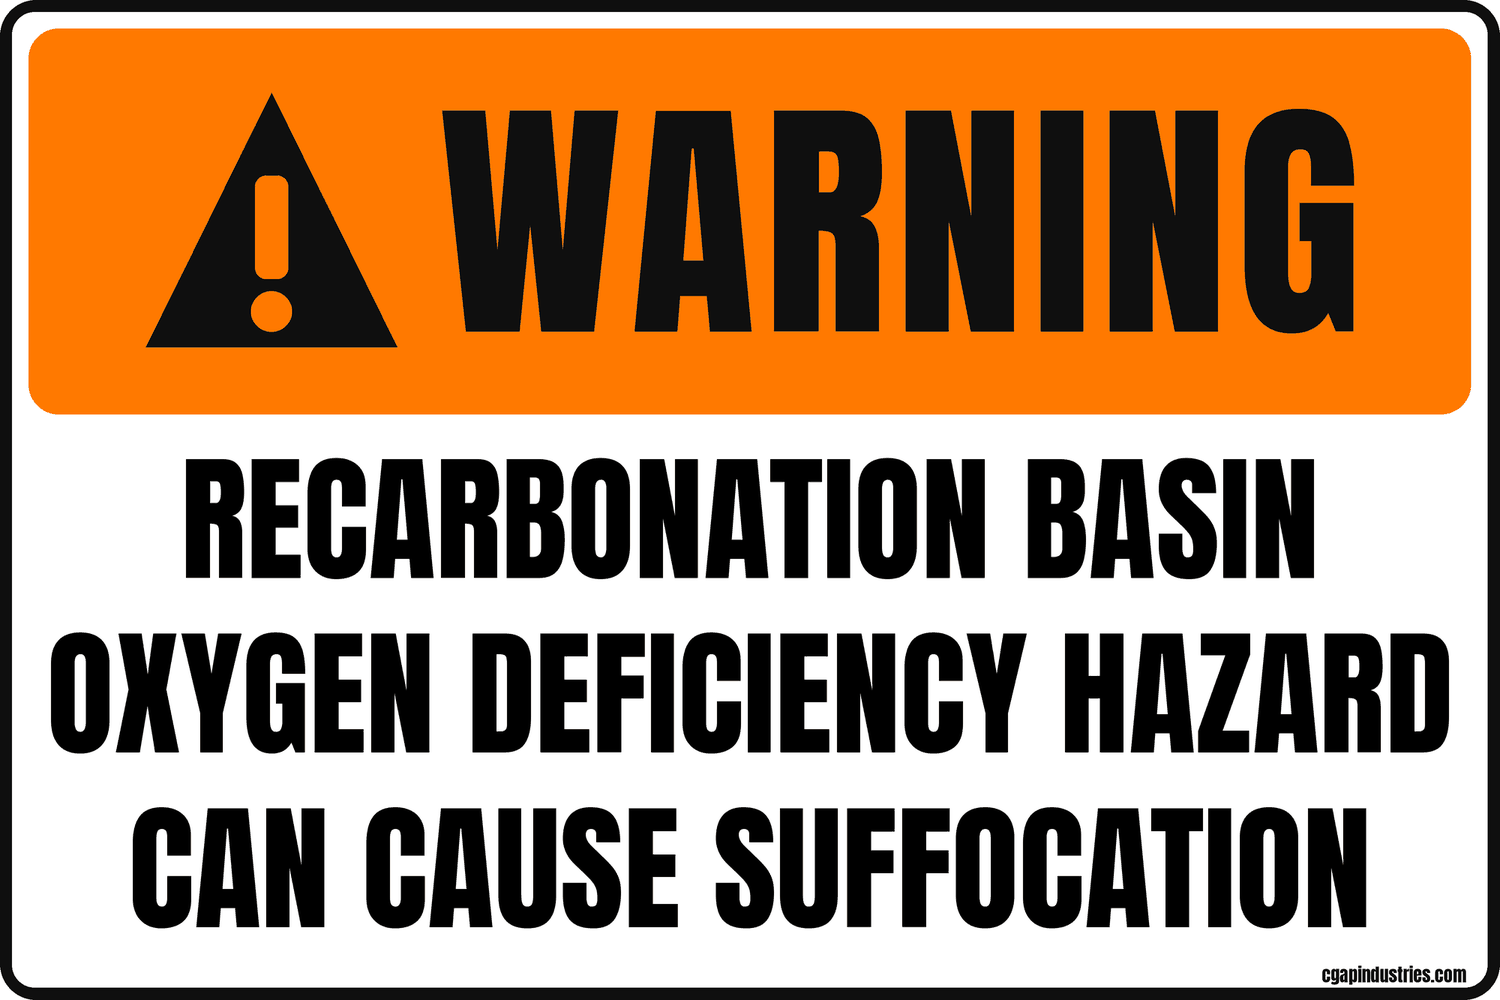 WARNING
RECARBONATION BASIN
OXYGEN DEFICIENCY HAZARD
CAN CAUSE SUFFOCATION
cgapindustries.com